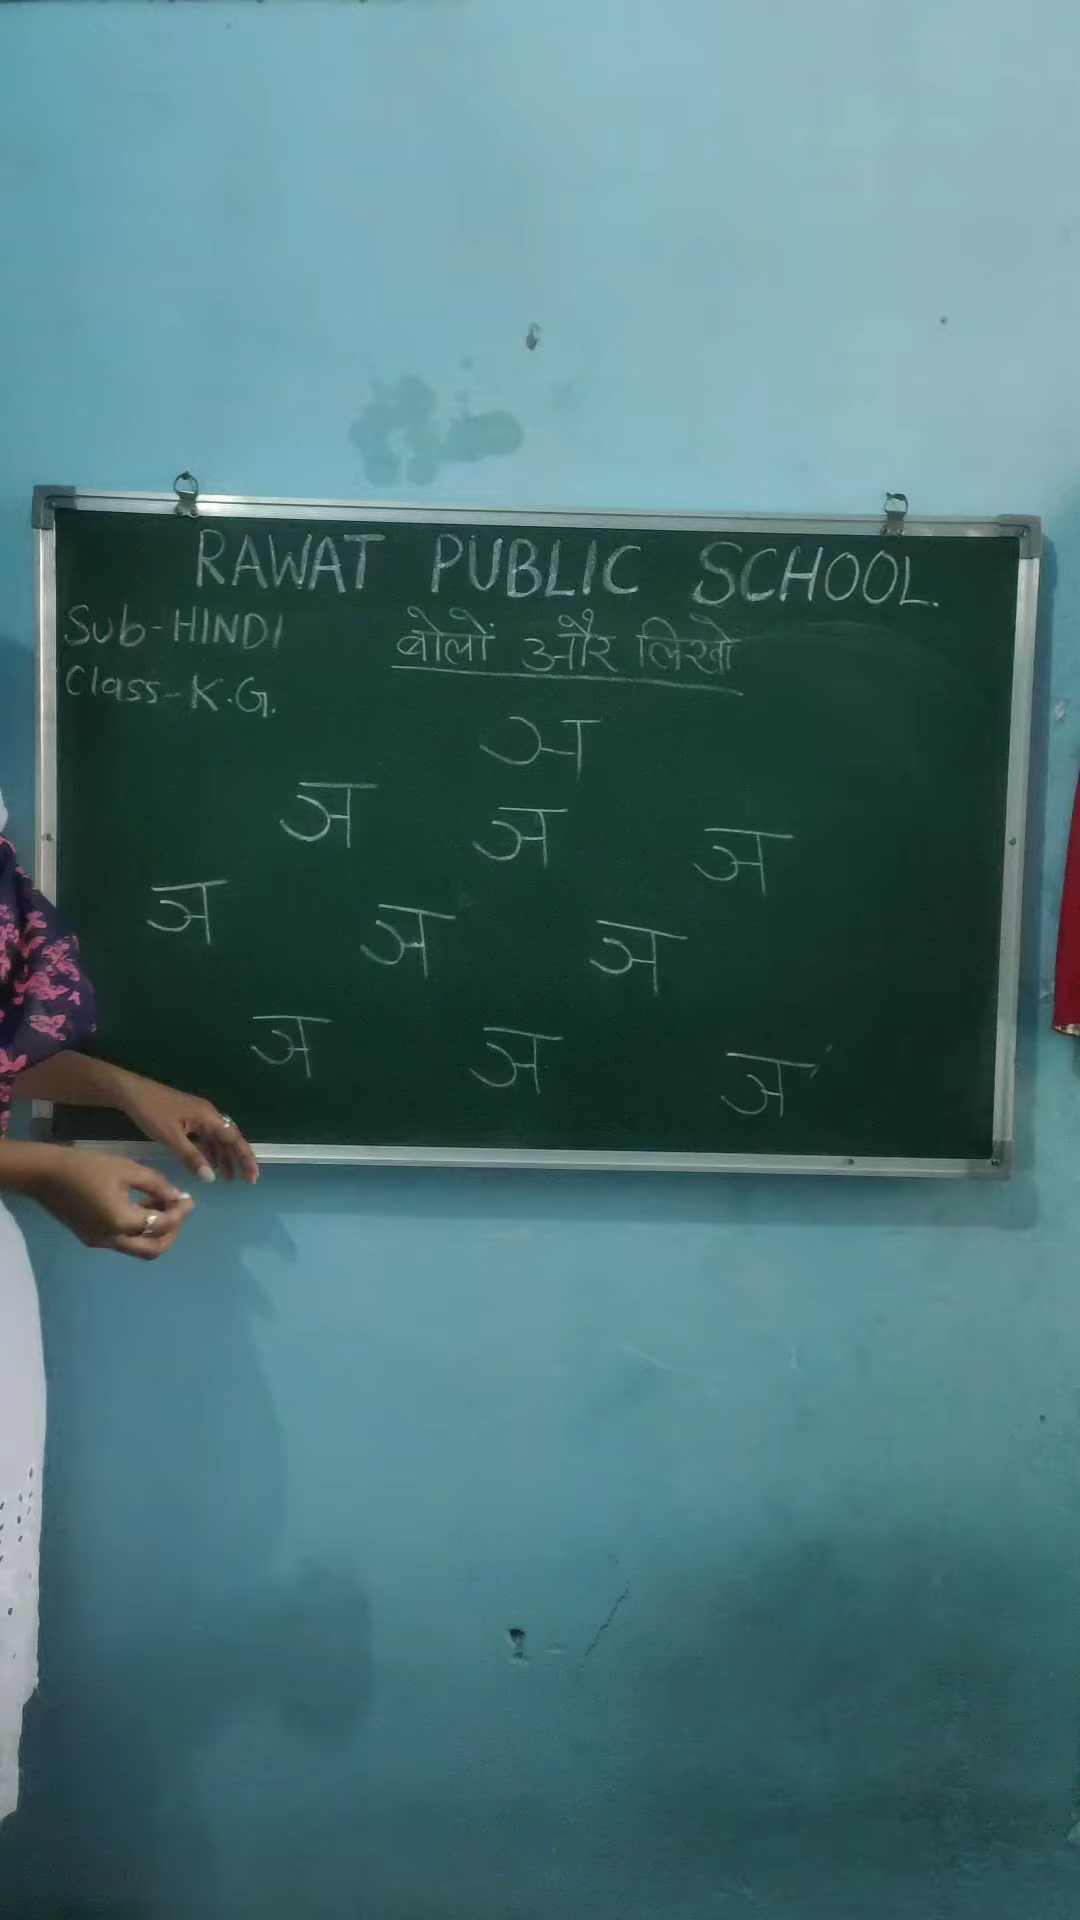 RAWAT PUBLIC SCHOOL.
Sub-HINDI
बोलों और लिखो
Class-K.G.
ञ
ञ ञ ञ
ञ ञ ञ
ञ ञ ञ